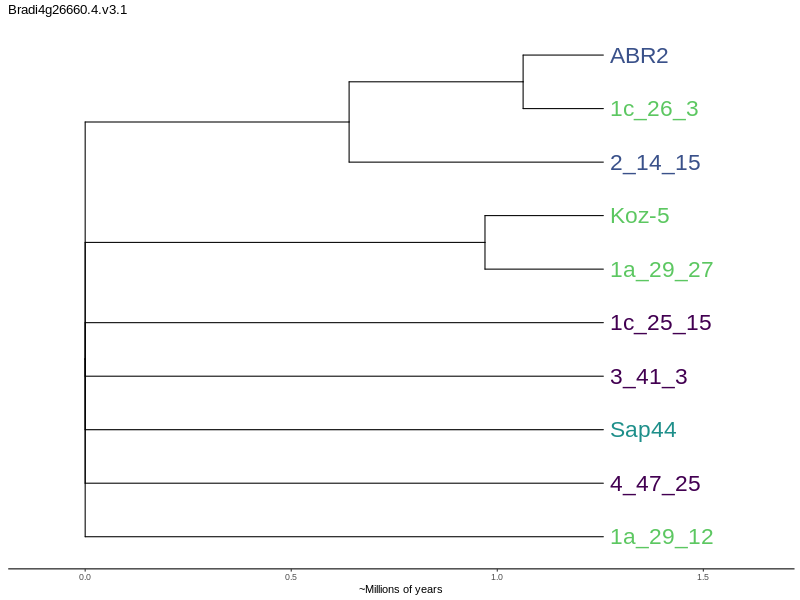 Bradi4g26660.4.v3.1
ABR2
1c_26_3
2_14_15
Koz-5
1a_29_27
1c_25_15
3_41_3
Sap44
4_47_25
1a_29_12
0.0 0.5 1.0 1.5
~Millions of years